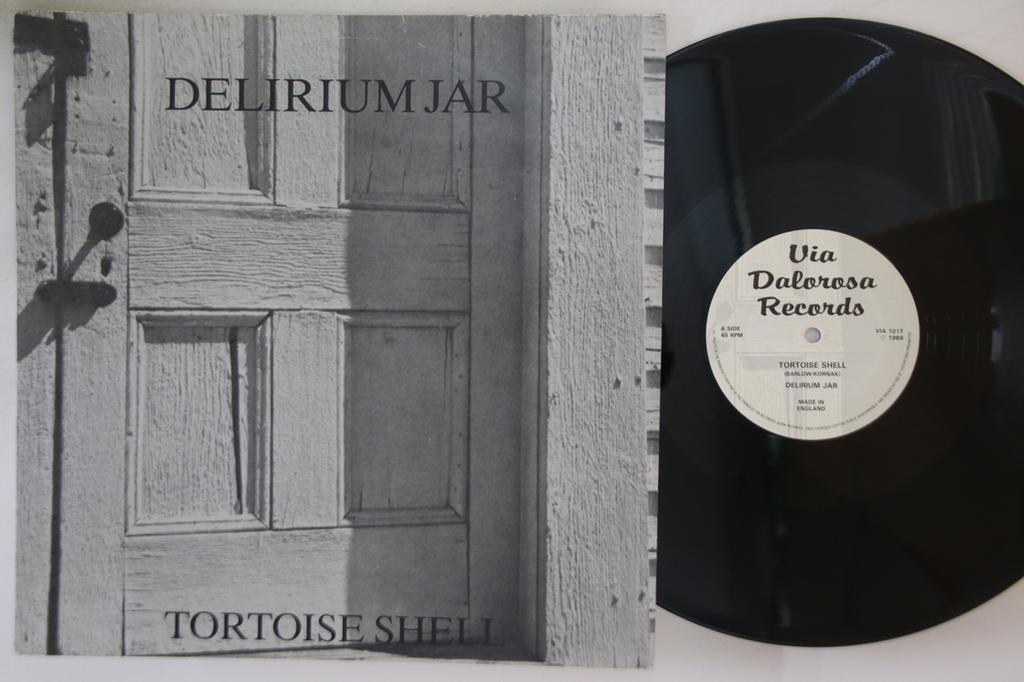 DELIRIUM JAR
TORTOISE SHELL
Via
Dalorosa
Records
A SIDE
45 RPM
VIA 101T
© 1989
TORTOISE SHELL
(BARLOW/KORNAK)
DELIRIUM JAR
MADE IN
ENGLAND